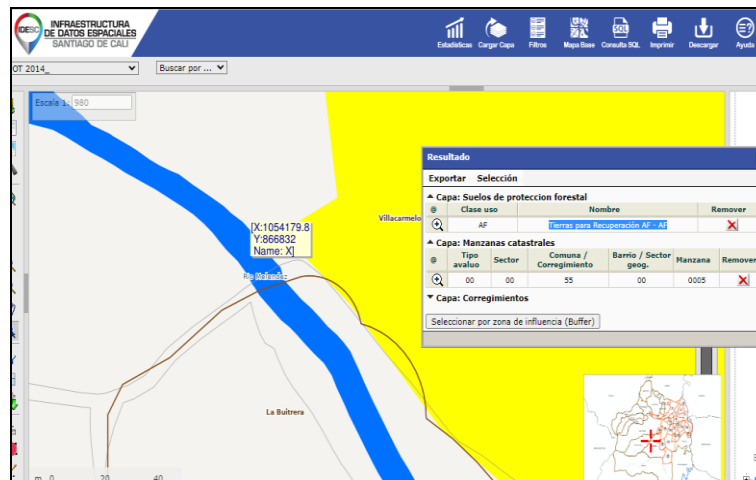 IDESC
INFRAESTRUCTURA
DE DATOS ESPACIALES
SANTIAGO DE CALI
Estadísticas Cargar Capa Filtros Mapa Base Consulta SQL Imprimir Descargar Ayuda
SQL
OT 2014_
Buscar por ...
Escala 1: 980
[X:1054179.8
Y:866832
Name: X]
Río Meléndez
Villacarmelo
La Buitrera
m 0 20 40
Resultado
Exportar Selección
Capa: Suelos de proteccion forestal
@ Clase uso Nombre Remover
AF Tierras para Recuperación AF - AF
Capa: Manzanas catastrales
@ Tipo avaluo Sector Comuna / Corregimiento Barrio / Sector geog. Manzana Remover
00 00 55 00 0005
Capa: Corregimientos
Seleccionar por zona de influencia (Buffer)